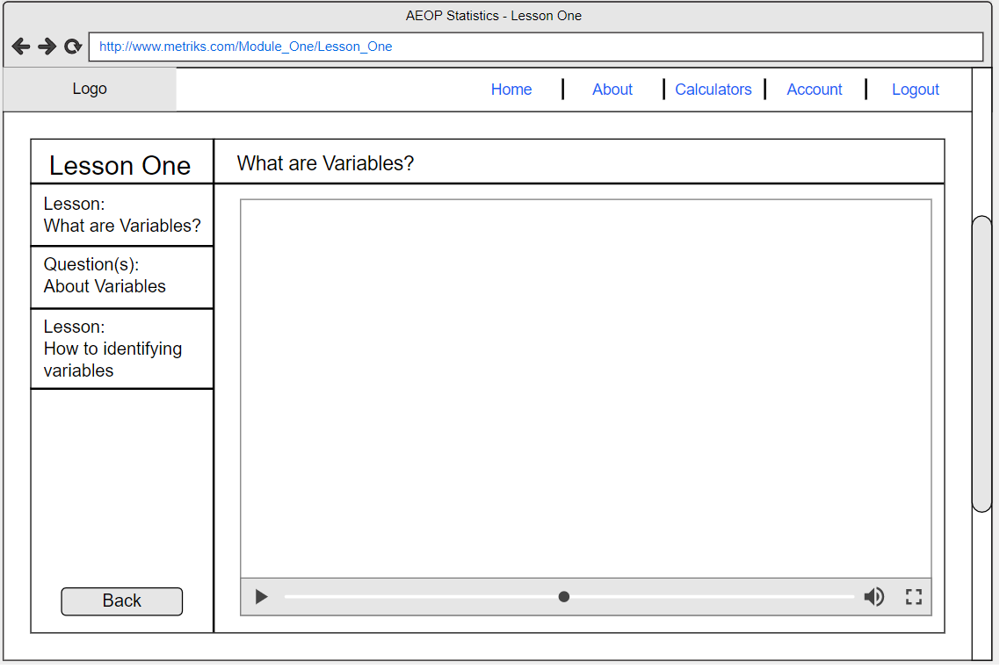 AEOP Statistics - Lesson One
http://www.metriks.com/Module_One/Lesson_One
Logo
Home
About
Calculators
Account
Logout
Lesson One
What are Variables?
Lesson:
What are Variables?
Question(s):
About Variables
Lesson:
How to identifying
variables
Back